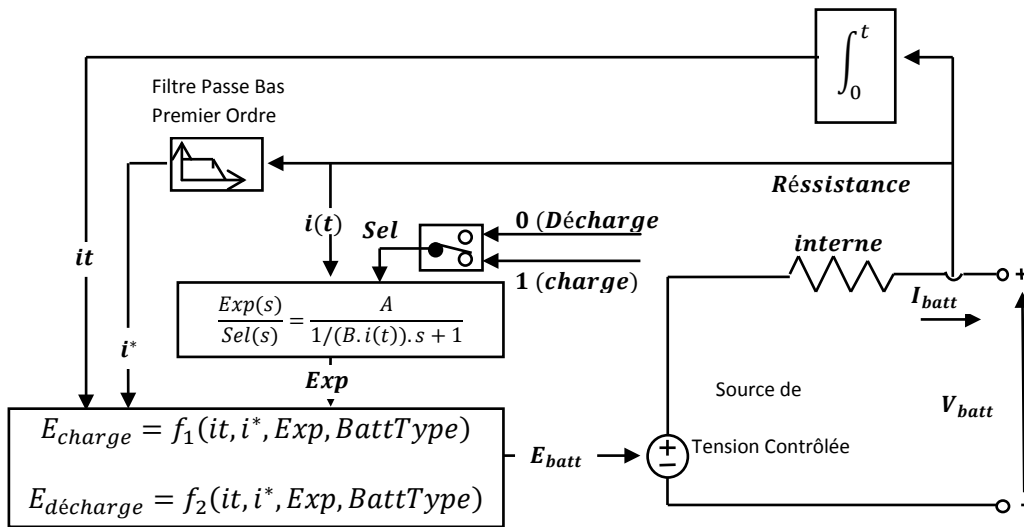 ∫₀ᵗ
Filtre Passe Bas
Premier Ordre
Réssistance
i(t)
Sel
0 (Décharge
it
interne
1 (charge)
Exp(s)/Sel(s) = A/(1/(B.i(t)).s + 1)
I_batt
i*
Exp
Source de
Tension Contrôlée
V_batt
E_charge = f₁(it, i*, Exp, BattType)
E_batt
E_décharge = f₂(it, i*, Exp, BattType)